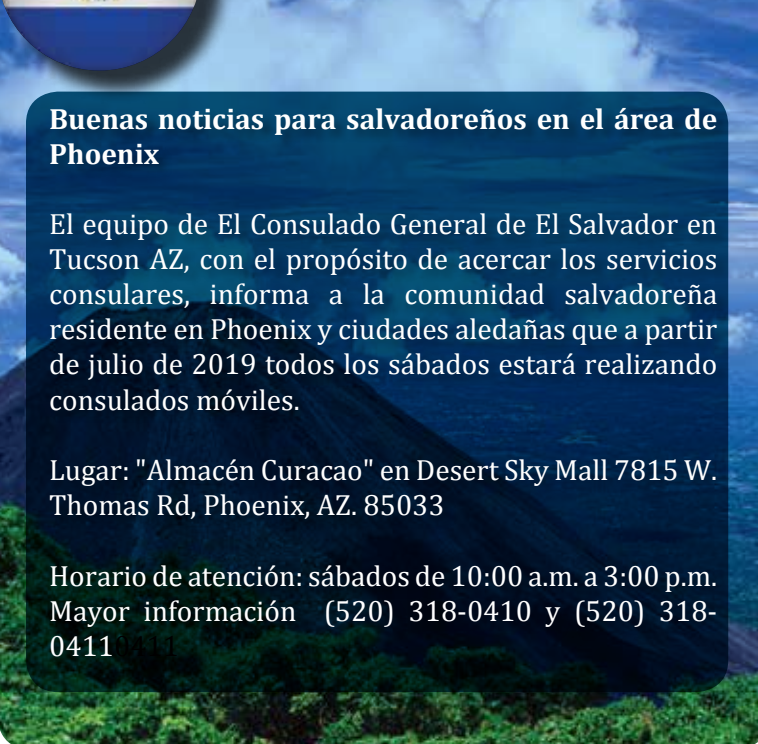 Buenas noticias para salvadoreños en el área de
Phoenix
El equipo de El Consulado General de El Salvador en
Tucson AZ, con el propósito de acercar los servicios
consulares, informa a la comunidad salvadoreña
residente en Phoenix y ciudades aledañas que a partir
de julio de 2019 todos los sábados estará realizando
consulados móviles.
Lugar: "Almacén Curacao" en Desert Sky Mall 7815 W.
Thomas Rd, Phoenix, AZ. 85033
Horario de atención: sábados de 10:00 a.m. a 3:00 p.m.
Mayor información (520) 318-0410 y (520) 318-
04110411